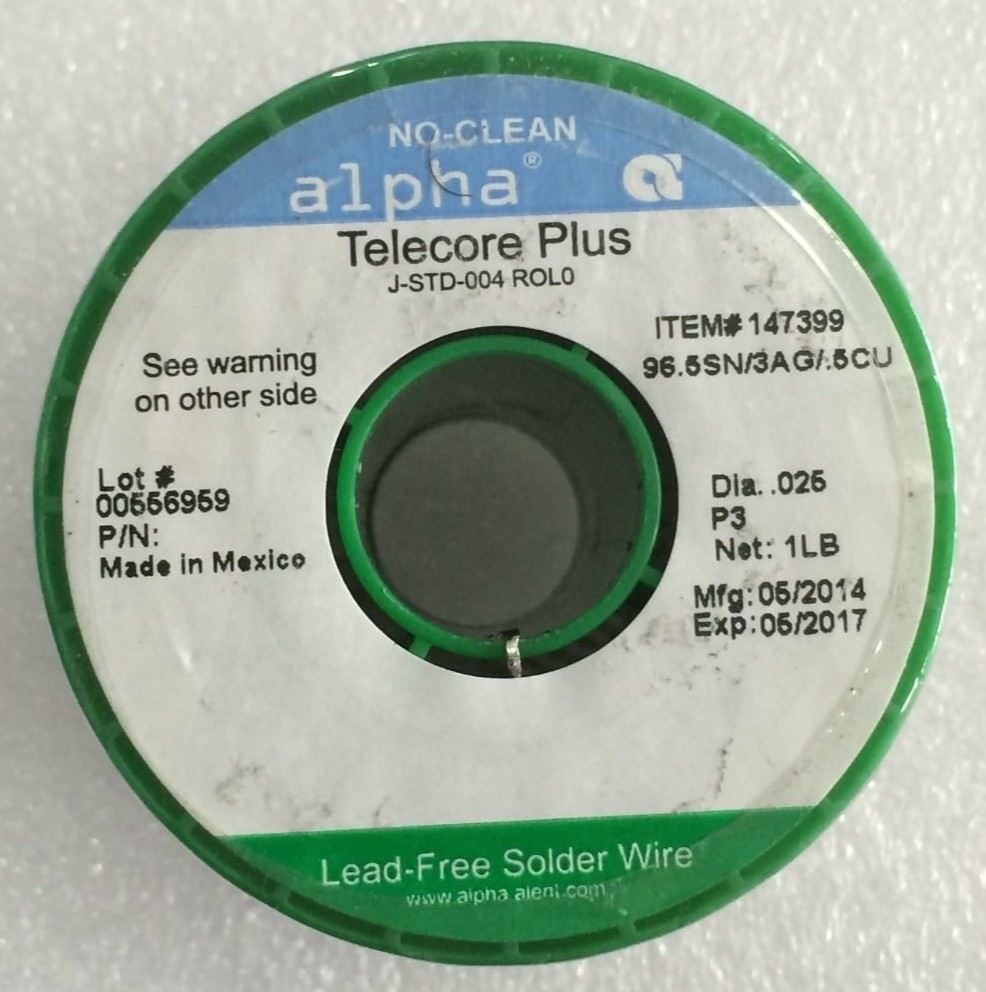 NO-CLEAN
alpha®
Telecore Plus
J-STD-004 ROL0
ITEM# 147399
96.5SN/3AG/.5CU
See warning
on other side
Lot #
00556959
P/N:
Made in Mexico
Dia. .025
P3
Net: 1LB
Mfg: 05/2014
Exp: 05/2017
Lead-Free Solder Wire
www.alpha.alent.com